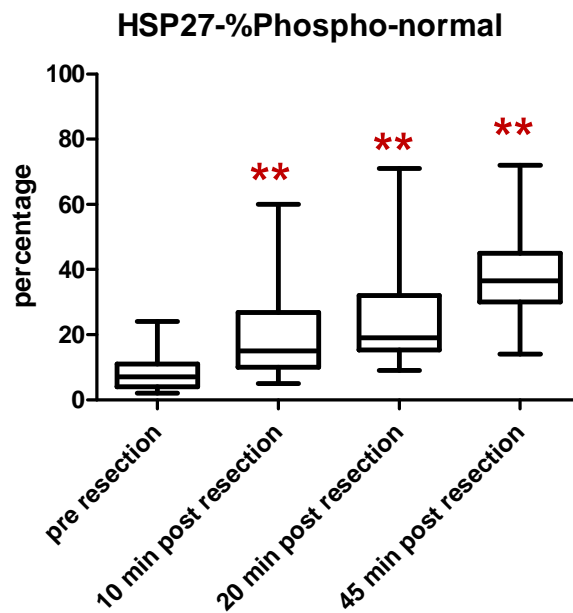 HSP27-%Phospho-normal
percentage
100
80
60
40
20
0
**
**
**
pre resection
10 min post resection
20 min post resection
45 min post resection